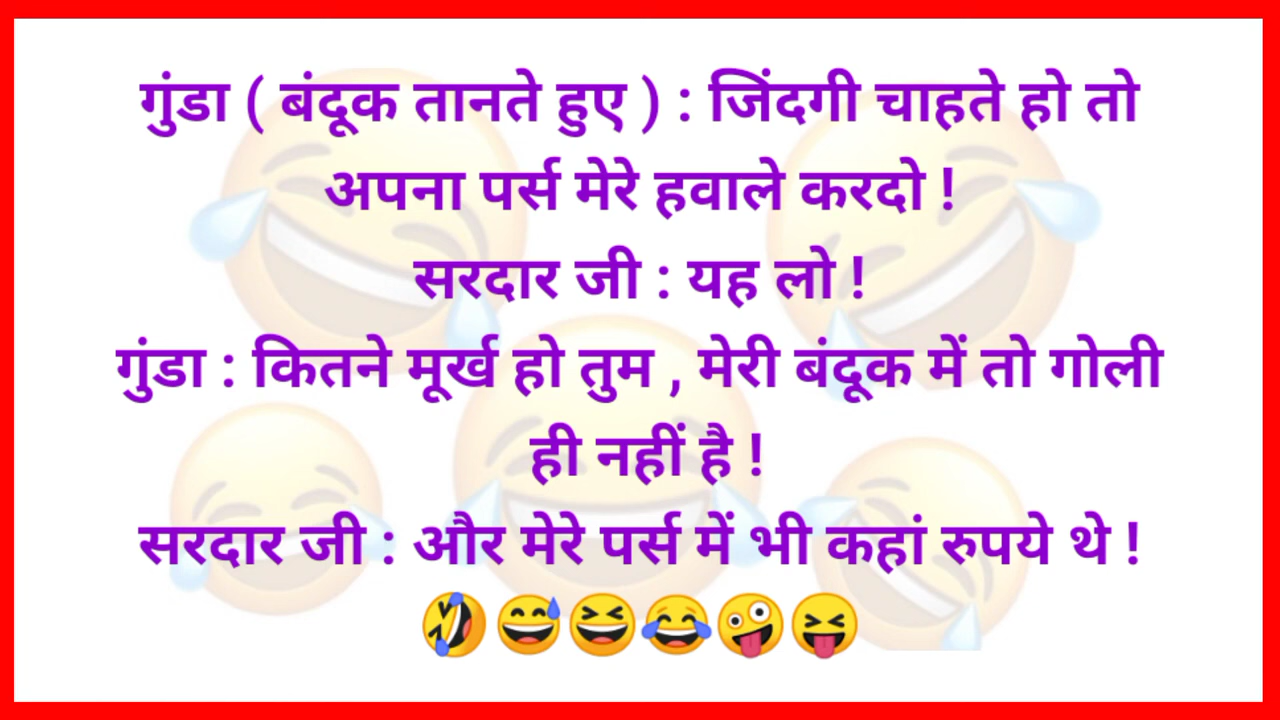 गुंडा ( बंदूक तानते हुए ) : जिंदगी चाहते हो तो
अपना पर्स मेरे हवाले करदो !
सरदार जी : यह लो !
गुंडा : कितने मूर्ख हो तुम , मेरी बंदूक में तो गोली
ही नहीं है !
सरदार जी : और मेरे पर्स में भी कहां रुपये थे !
🤣😅😆😂🤪😝